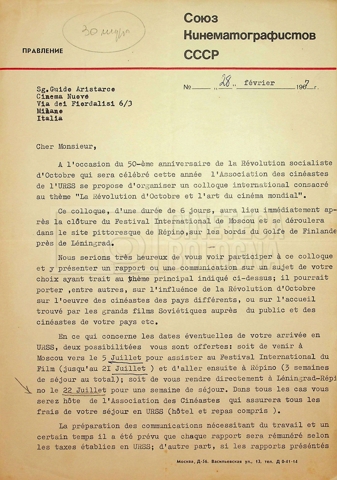 Союз
Кинематографистов
СССР
ПРАВЛЕНИЕ
№ „ 28 " février 1967
Sg. Guido Aristarco
Cinema Nuovo
Via dei Fierdalisi 6/3
Milano
Italia
Cher Monsieur,
A l'occasion du 50-ème anniversaire de la Révolution socialiste
d'Octobre qui sera célébré cette année l'Association des cinéastes
de l'URSS se propose d'organiser un colloque international consacré
au thème "La Révolution d'Octobre et l'art du cinéma mondial".
Ce colloque, d'une durée de 6 jours, aura lieu immédiatement ap-
rès la clôture du Festival International de Moscou et se déroulera
dans le site pittoresque de Répino, sur les bords du Golfe de Finlande
près de Léningrad.
Nous serions très heureux de vous voir participer à ce colloque
et y présenter un rapport ou une communication sur un sujet de votre
choix ayant trait au thème principal indiqué ci-dessus; il pourrait
porter, entre autres, sur l'influence de la Révolution d'Octobre
sur l'oeuvre des cinéastes des pays différents, ou sur l'accueil
trouvé par les grands films Soviétiques auprès du public et des
cinéastes de votre pays etc.
En ce qui concerne les dates éventuelles de votre arrivée en
URSS, deux possibilités vous sont offertes: soit de venir à
Moscou vers le 5 Juillet pour assister au Festival International du
Film (jusqu'au 21 Juillet) et d'aller ensuite à Répino (3 semaines
de séjour au total); soit de vous rendre directement à Léningrad-Répi
no le 22 Juillet pour une semaine de séjour. Dans tous les cas vous
serez hôte de l'Association des Cinéastes qui assurera tous les
frais de votre séjour en URSS (hôtel et repas compris).
La préparation des communications nécessitant du travail et un
certain temps il a été prévu que chaque rapport sera rémunéré selon
les taxes établies en URSS; d'autre part, si les rapports présentés
Москва, Д-56, Васильевская ул., 13, тел. Д 3-01-14